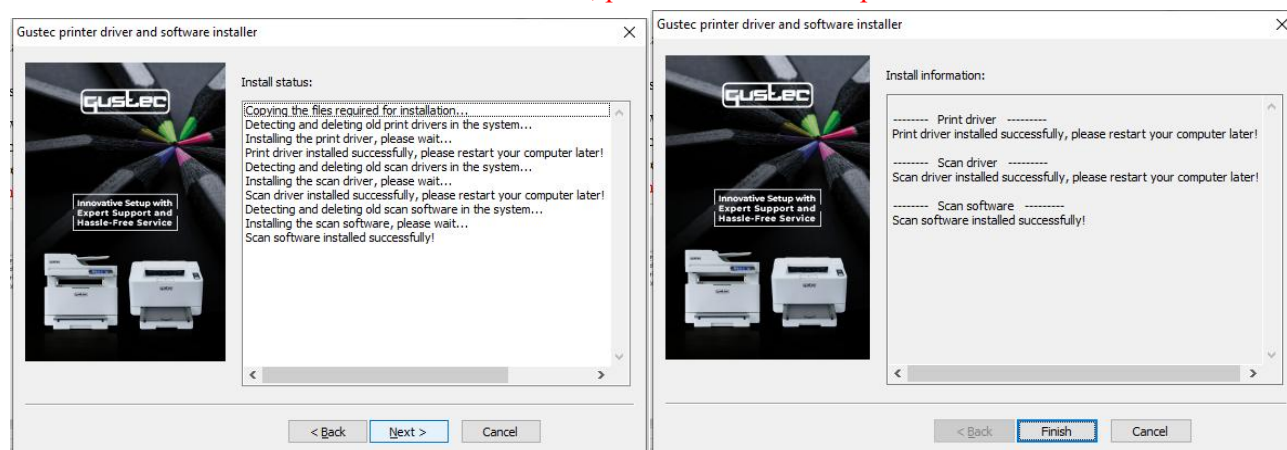 Gustec printer driver and software installer
GUSTEC
Innovative Setup with
Expert Support and
Hassle-Free Service
Install status:
Copying the files required for installation...
Detecting and deleting old print drivers in the system...
Installing the print driver, please wait...
Print driver installed successfully, please restart your computer later!
Detecting and deleting old scan drivers in the system...
Installing the scan driver, please wait...
Scan driver installed successfully, please restart your computer later!
Detecting and deleting old scan software in the system...
Installing the scan software, please wait...
Scan software installed successfully!
< Back
Next >
Cancel
Gustec printer driver and software installer
GUSTEC
Innovative Setup with
Expert Support and
Hassle-Free Service
Install information:
-------- Print driver ---------
Print driver installed successfully, please restart your computer later!
-------- Scan driver ---------
Scan driver installed successfully, please restart your computer later!
-------- Scan software ---------
Scan software installed successfully!
< Back
Finish
Cancel